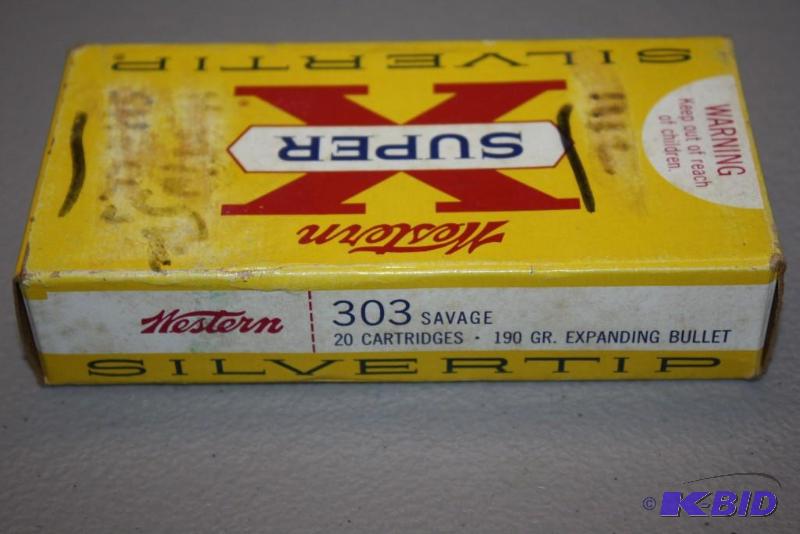 SILVERTIP
SUPER X
Western
WARNING
Keep out of reach
of children.
Western
303 SAVAGE
20 CARTRIDGES · 190 GR. EXPANDING BULLET
SILVERTIP
© K-BID